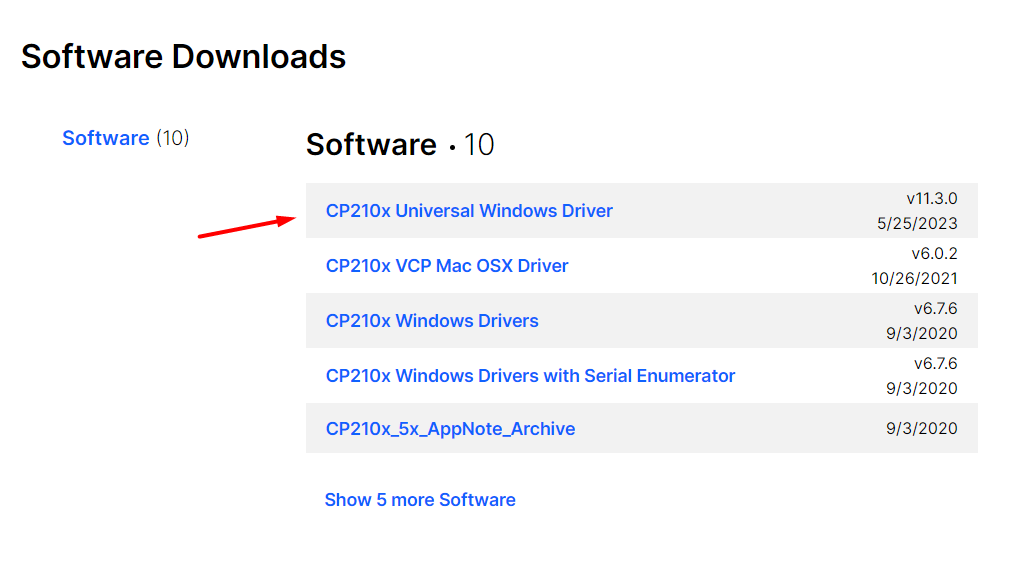 Software Downloads
Software (10)
Software · 10
CP210x Universal Windows Driver
v11.3.0
5/25/2023
CP210x VCP Mac OSX Driver
v6.0.2
10/26/2021
CP210x Windows Drivers
v6.7.6
9/3/2020
CP210x Windows Drivers with Serial Enumerator
v6.7.6
9/3/2020
CP210x_5x_AppNote_Archive
9/3/2020
Show 5 more Software